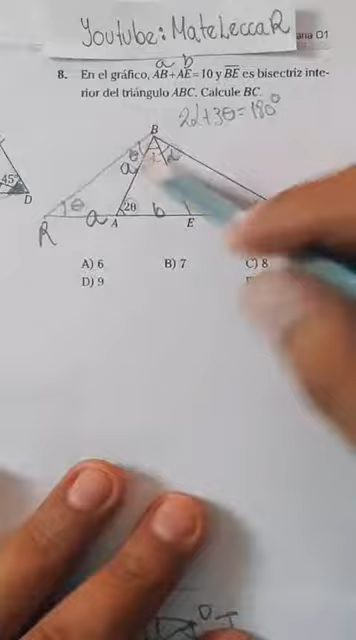 Youtube: MateLeccaR
ana 01
a b
8. En el gráfico, AB+AE=10 y BE es bisectriz inte-
rior del triángulo ABC. Calcule BC.
2α+3θ=180°
B
θ α α
a
45°
D
θ a 2θ b
R A E
A) 6 B) 7 C) 8
D) 9